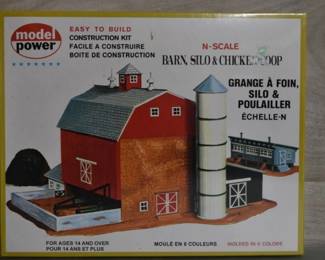 model
power
EASY TO BUILD
CONSTRUCTION KIT
FACILE A CONSTRUIRE
BOITE DE CONSTRUCTION
N-SCALE
BARN, SILO & CHICKEN COOP
GRANGE À FOIN,
SILO &
POULAILLER
ÉCHELLE-N
FOR AGES 14 AND OVER
POUR 14 ANS ET PLUS
MOULÉ EN 6 COULEURS
MOLDED IN 6 COLORS